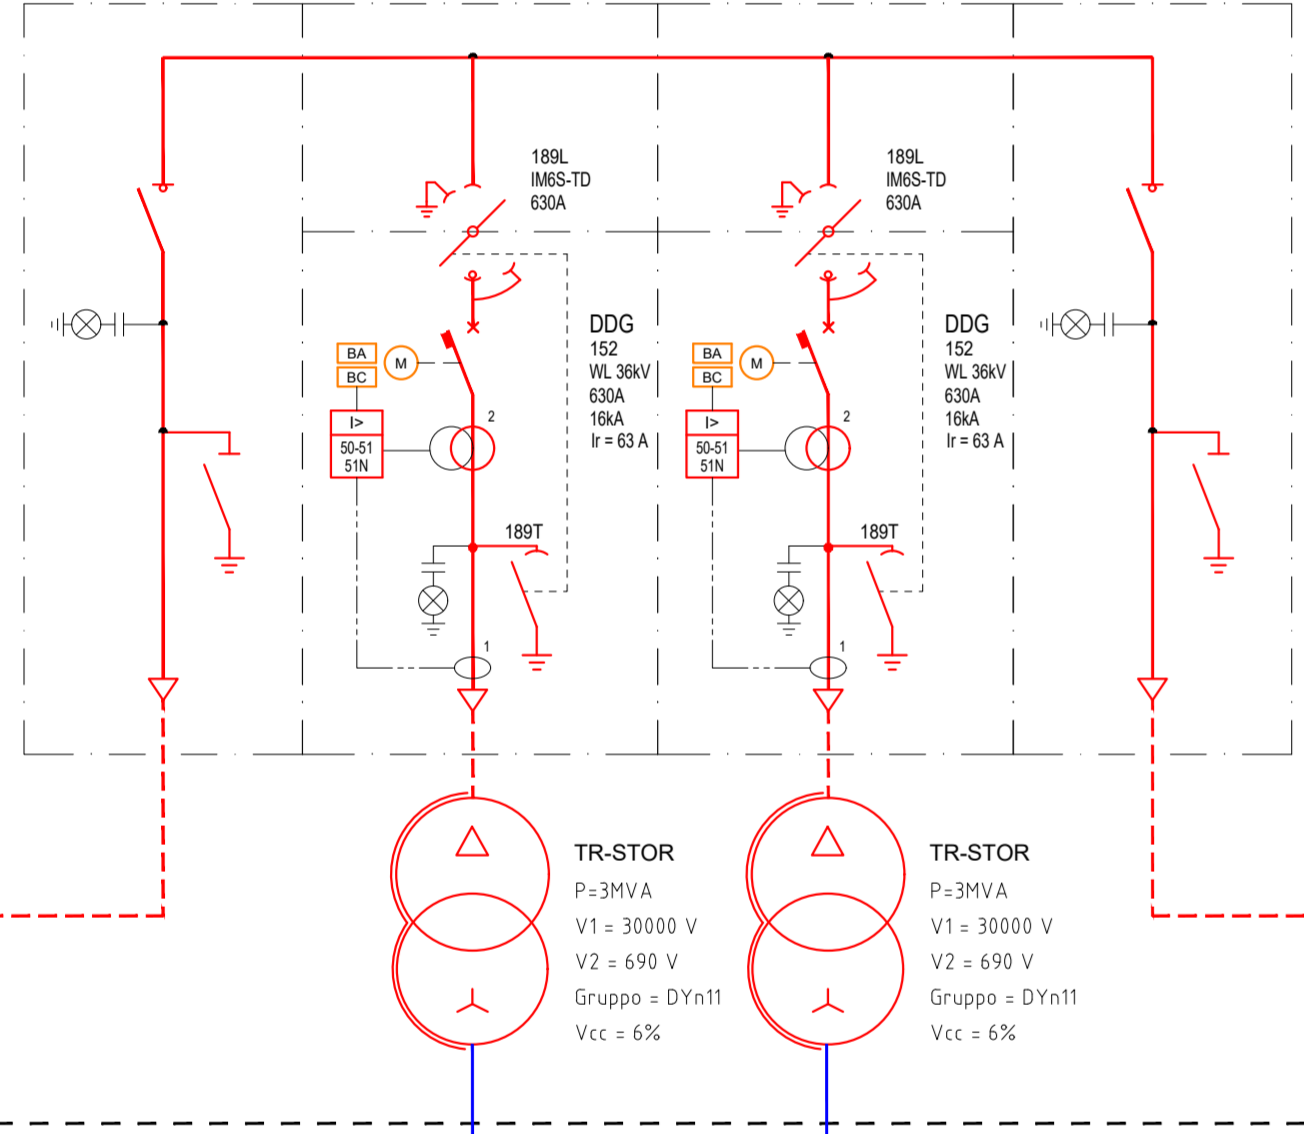 189L
IM6S-TD
630A
189L
IM6S-TD
630A
DDG
152
WL 36kV
630A
16kA
Ir = 63 A
BA
BC
M
I>
50-51
51N
2
189T
1
DDG
152
WL 36kV
630A
16kA
Ir = 63 A
BA
BC
M
I>
50-51
51N
2
189T
1
TR-STOR
P=3MVA
V1 = 30000 V
V2 = 690 V
Gruppo = DYn11
Vcc = 6%
TR-STOR
P=3MVA
V1 = 30000 V
V2 = 690 V
Gruppo = DYn11
Vcc = 6%